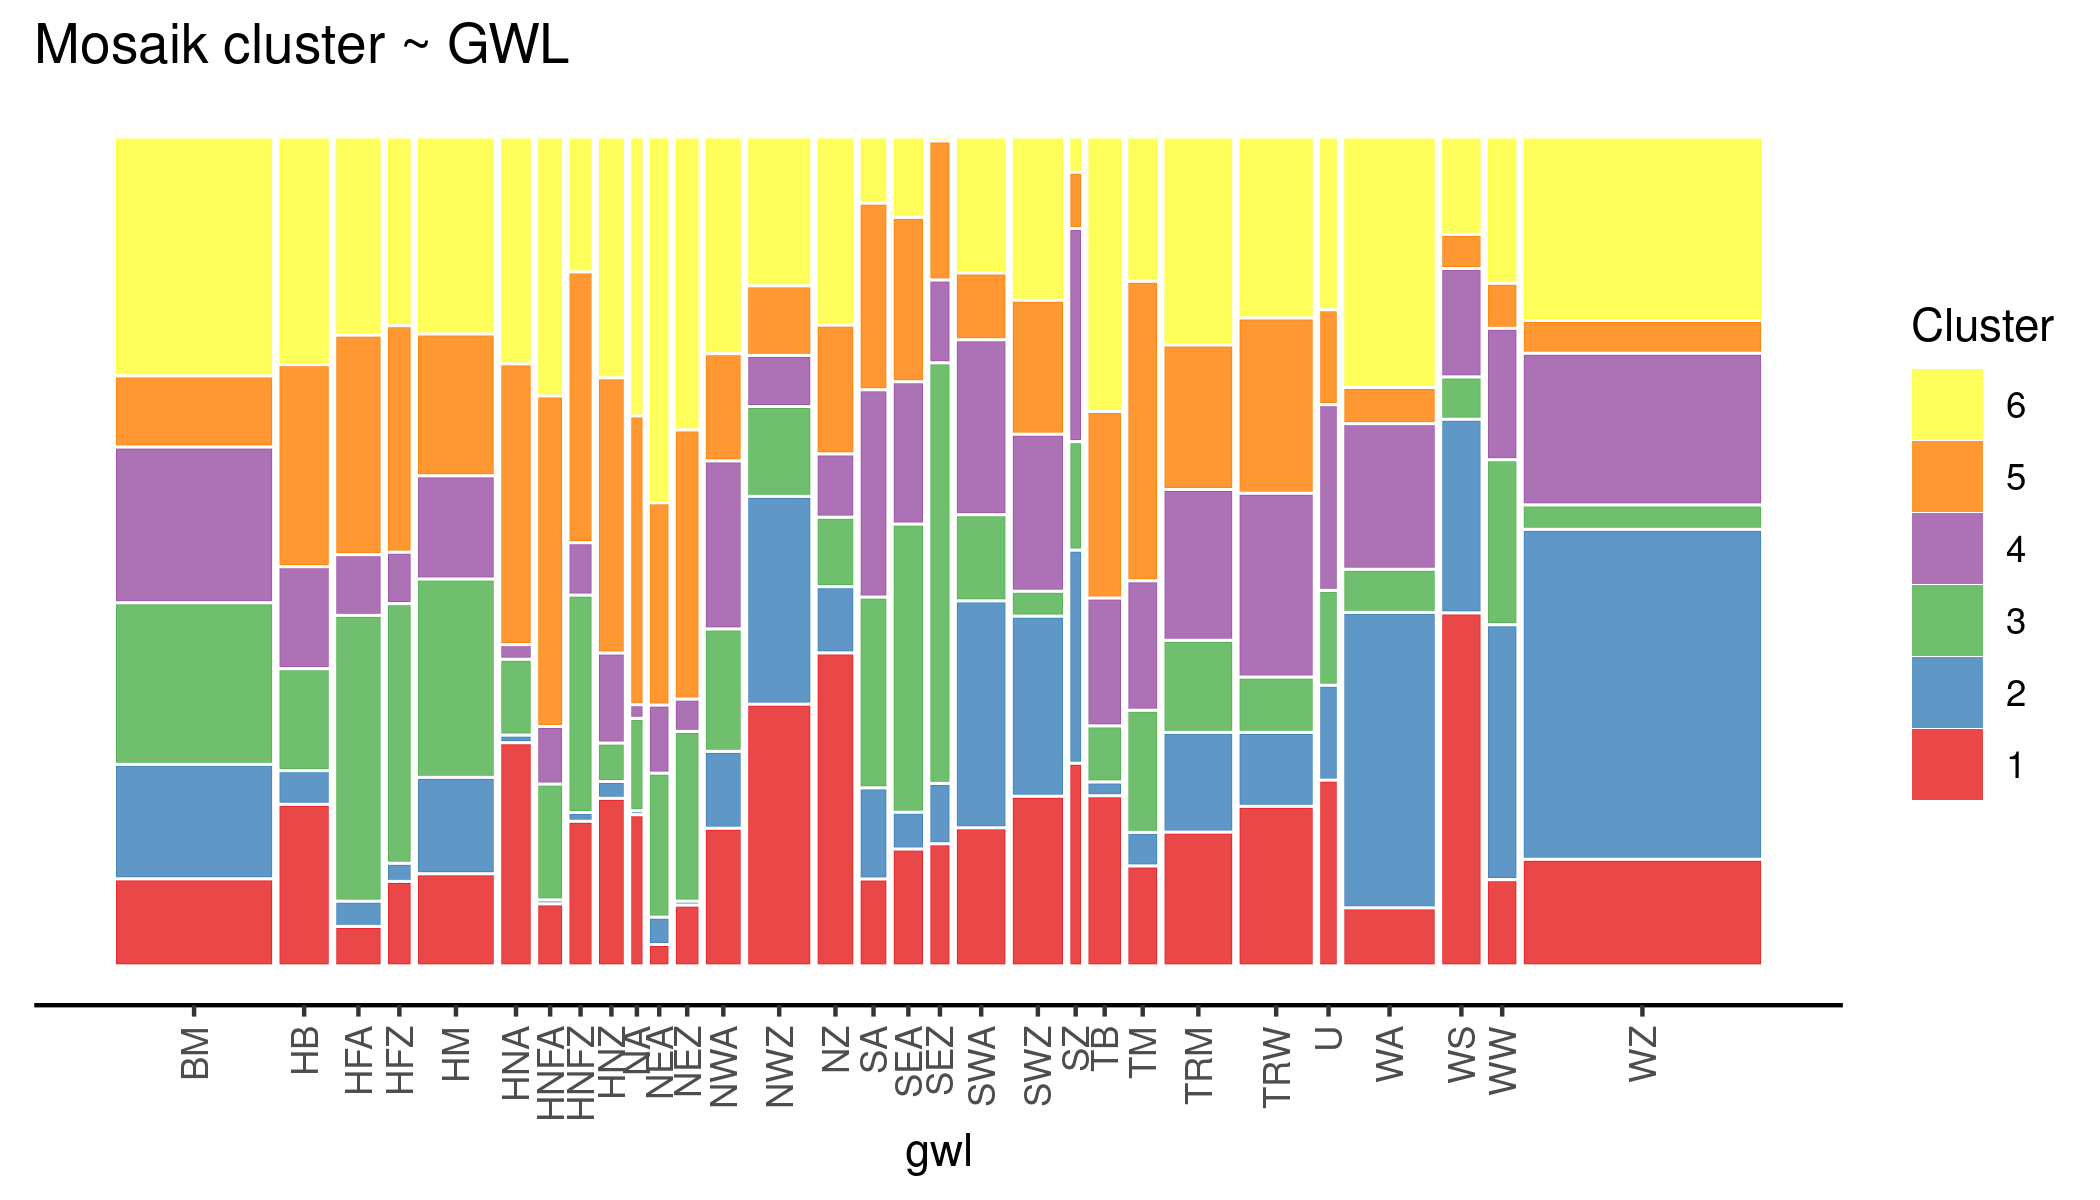 Mosaik cluster ~ GWL
Cluster
6
5
4
3
2
1
BM HB HFA HFZ HM HNA HNFA HNFZ HNZ NA NEA NEZ NWA NWZ NZ SA SEA SEZ SWA SWZ SZ TB TM TRM TRW U WA WS WW WZ
gwl